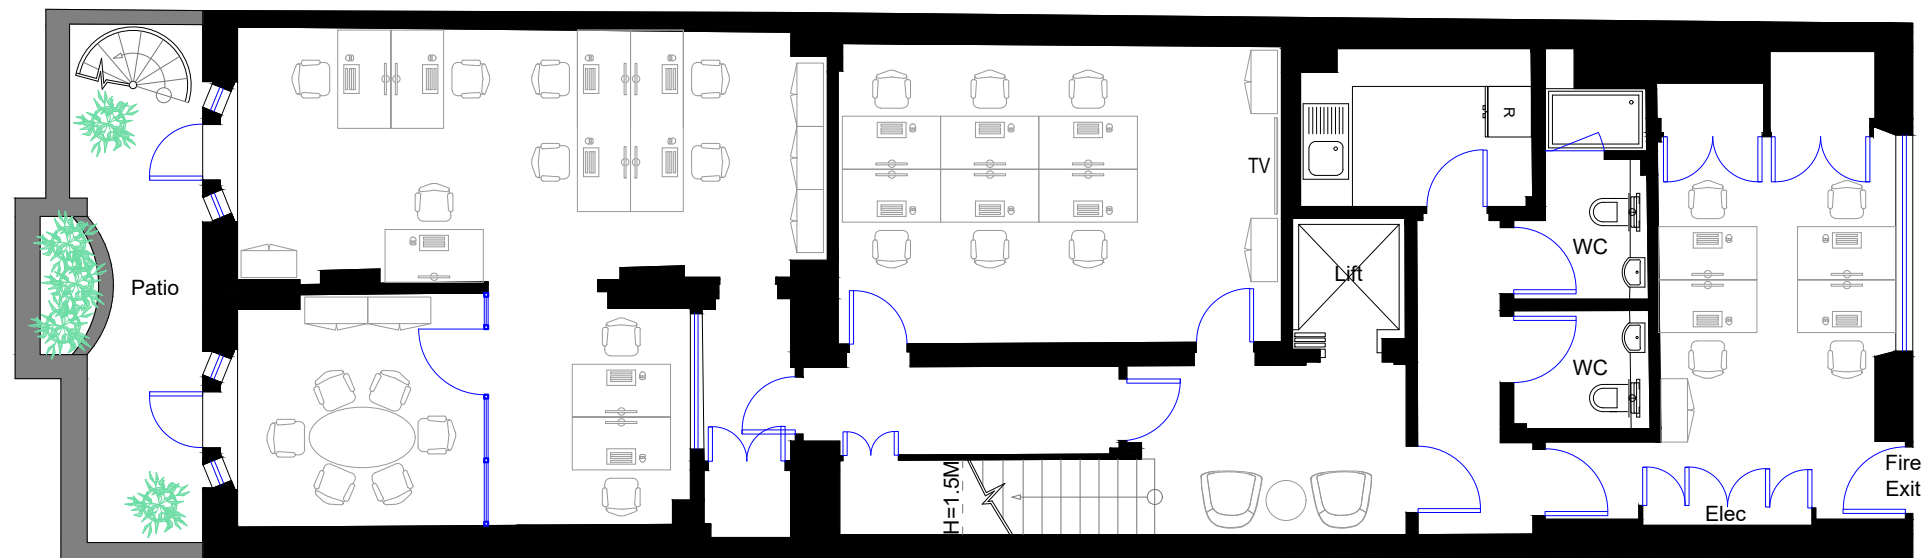 Patio
TV
R
Lift
WC
WC
H=1.5M
Elec
Fire
Exit